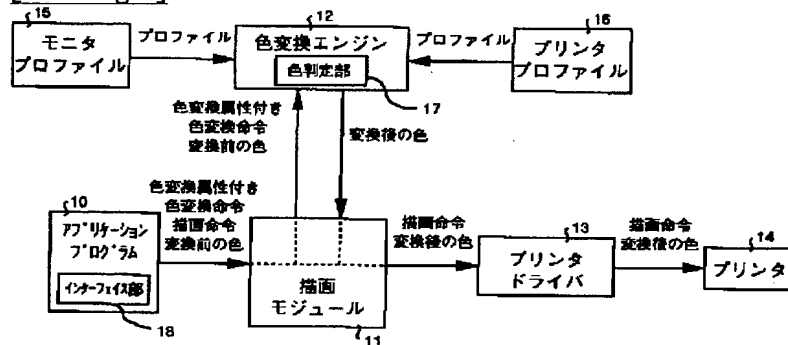 15
モニタ
プロファイル
プロファイル
12
色変換エンジン
色判定部
17
プロファイル
16
プリンタ
プロファイル
色変換属性付き
色変換命令
変換前の色
変換後の色
10
アプリケーション
プログラム
インターフェイス部
18
色変換属性付き
色変換命令
描画命令
変換前の色
描画
モジュール
11
描画命令
変換後の色
13
プリンタ
ドライバ
描画命令
変換後の色
14
プリンタ